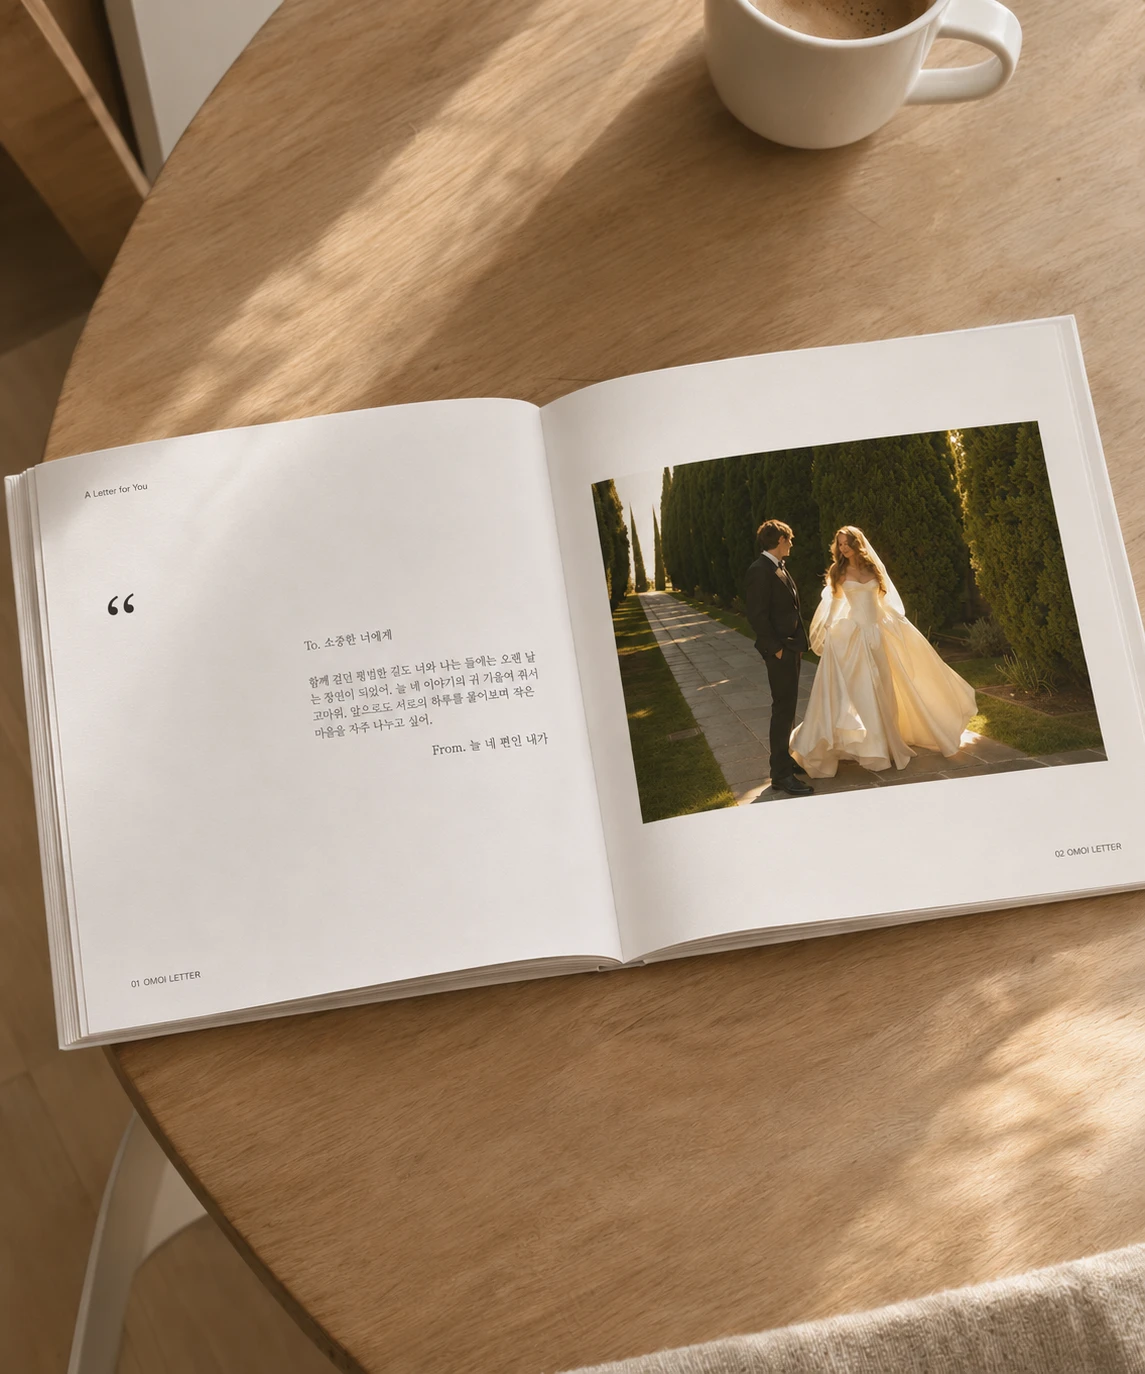 A Letter for You
“
To. 소중한 너에게
함께 걷던 평범한 길도 너와 나는 들에는 오랜 날
는 장면이 되었어. 늘 네 이야기의 귀 기울여 줘서
고마워. 앞으로도 서로의 하루를 물어보며 작은
마음을 자주 나누고 싶어.
From. 늘 네 편인 내가
01 OMOI LETTER
02 OMOI LETTER